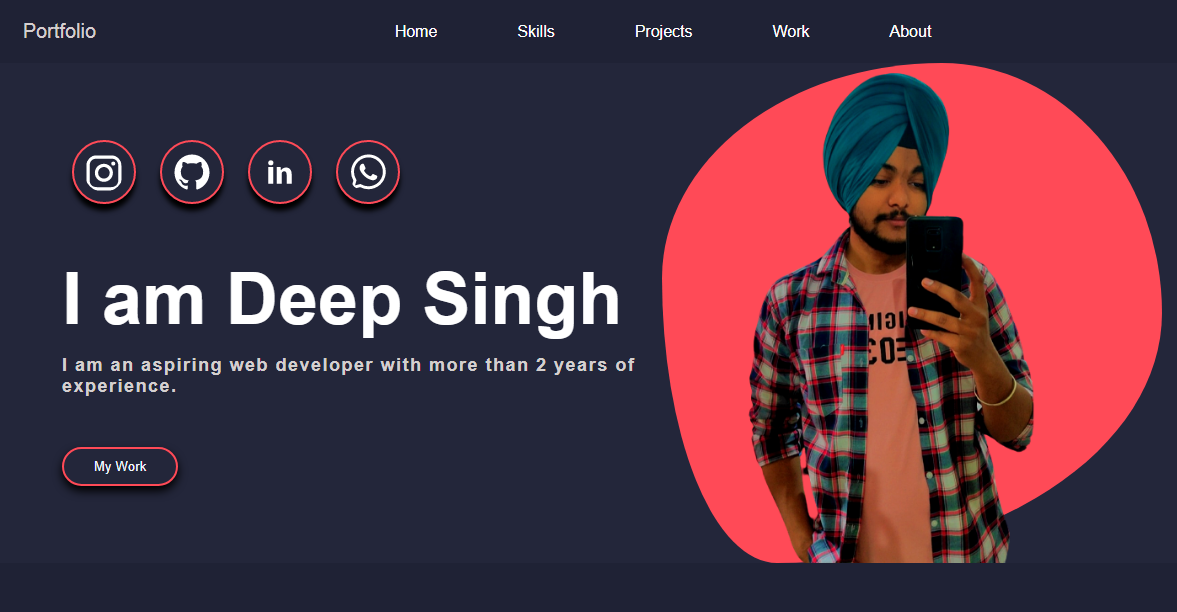 Portfolio
Home
Skills
Projects
Work
About
in
I am Deep Singh
I am an aspiring web developer with more than 2 years of
experience.
My Work